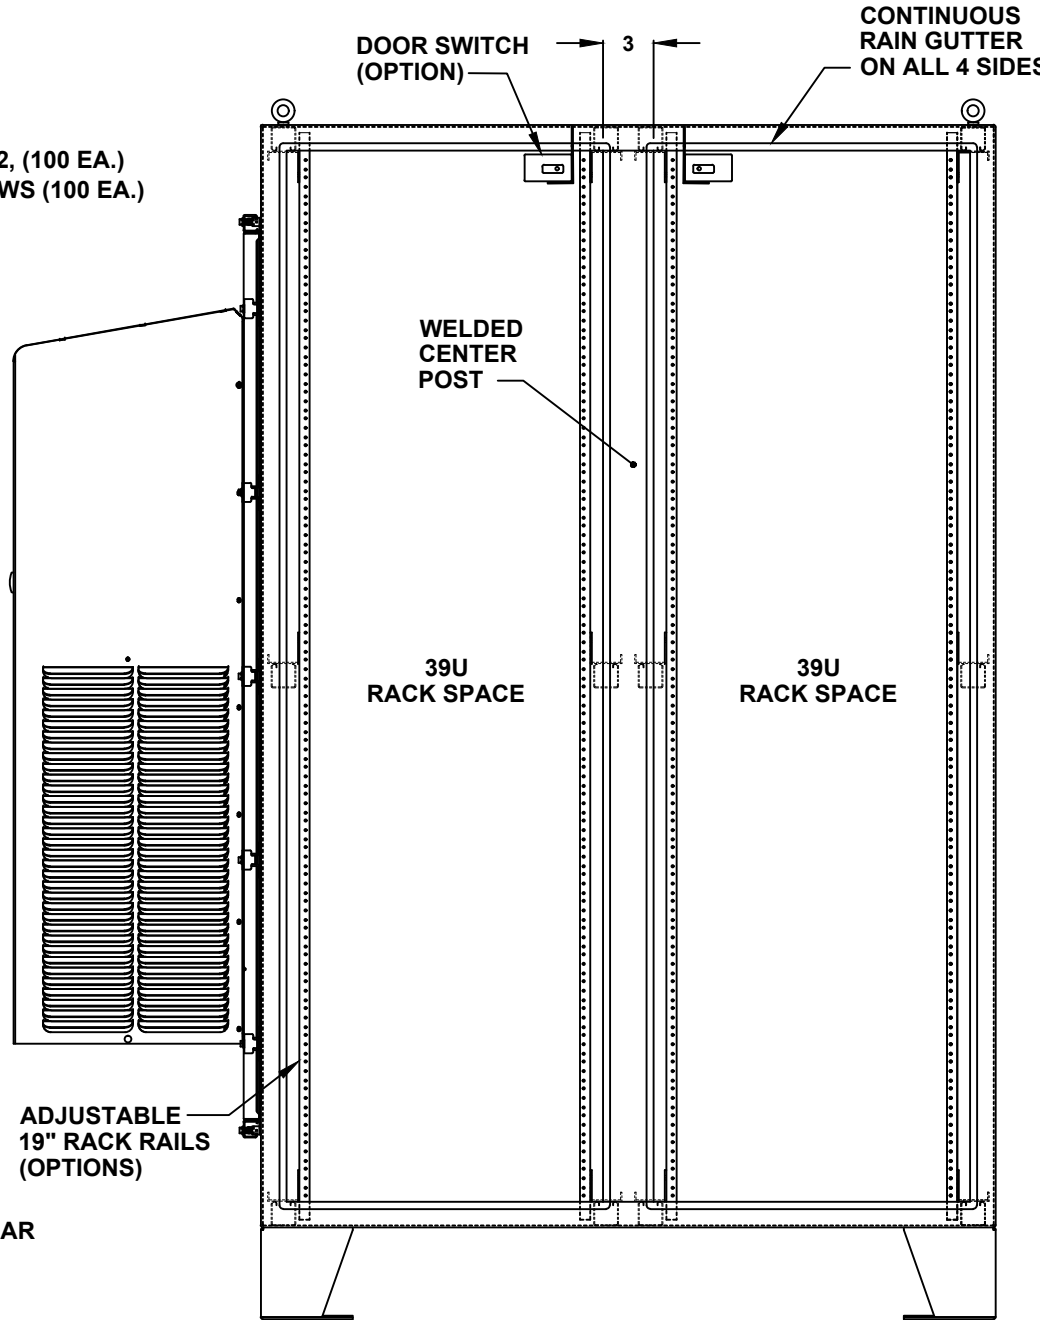 CONTINUOUS
RAIN GUTTER
ON ALL 4 SIDES
DOOR SWITCH
(OPTION)
3
2, (100 EA.)
WS (100 EA.)
WELDED
CENTER
POST
39U
RACK SPACE
39U
RACK SPACE
ADJUSTABLE
19" RACK RAILS
(OPTIONS)
AR